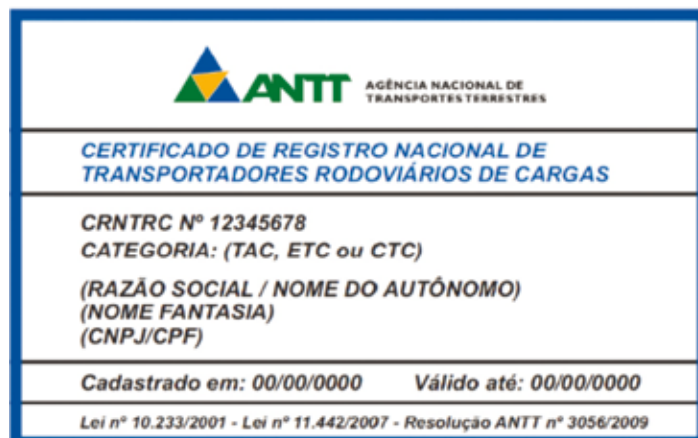 ANTT AGÊNCIA NACIONAL DE
TRANSPORTES TERRESTRES
CERTIFICADO DE REGISTRO NACIONAL DE
TRANSPORTADORES RODOVIÁRIOS DE CARGAS
CRNTRC Nº 12345678
CATEGORIA: (TAC, ETC ou CTC)
(RAZÃO SOCIAL / NOME DO AUTÔNOMO)
(NOME FANTASIA)
(CNPJ/CPF)
Cadastrado em: 00/00/0000 Válido até: 00/00/0000
Lei nº 10.233/2001 - Lei nº 11.442/2007 - Resolução ANTT nº 3056/2009